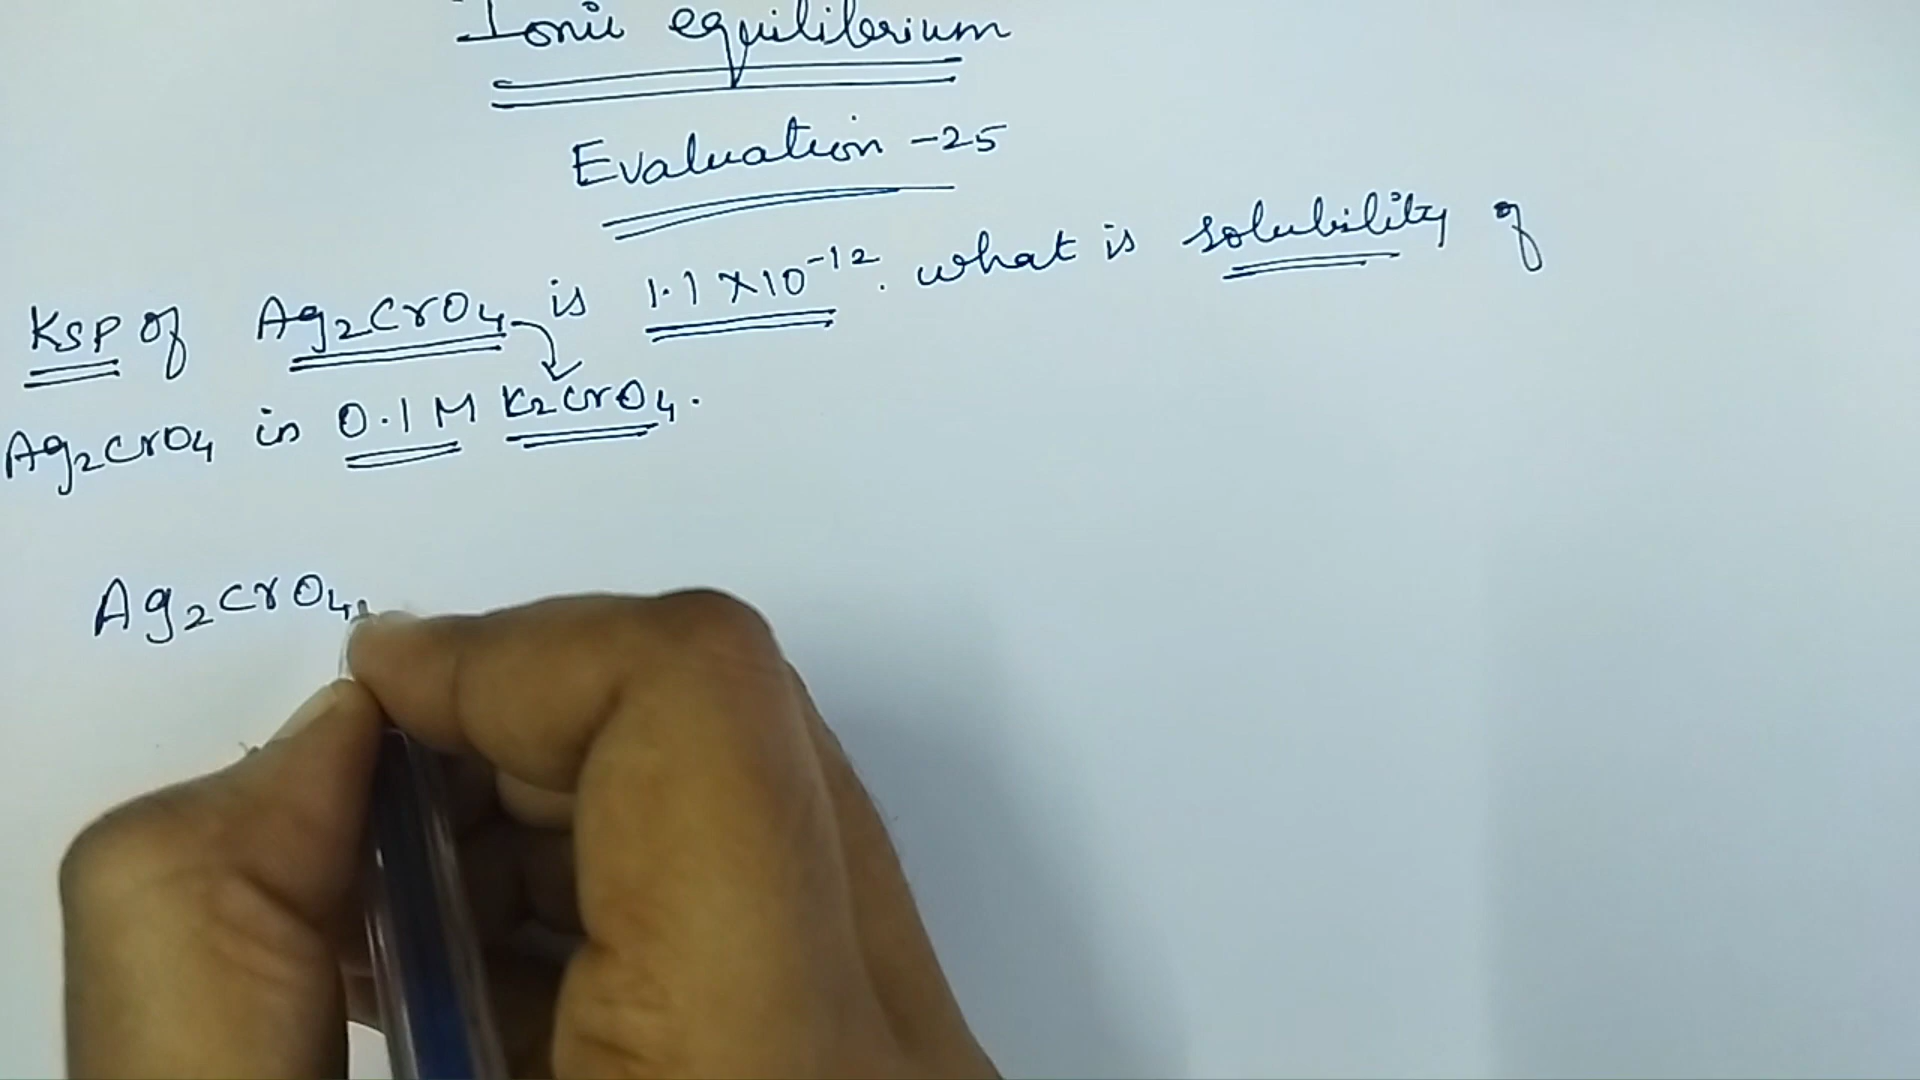 Ionic equilibrium
Evaluation -25
KSP of Ag2CrO4 is 1.1 X10-12. what is solubility of
Ag2CrO4 in 0.1 M K2CrO4.
Ag2CrO4